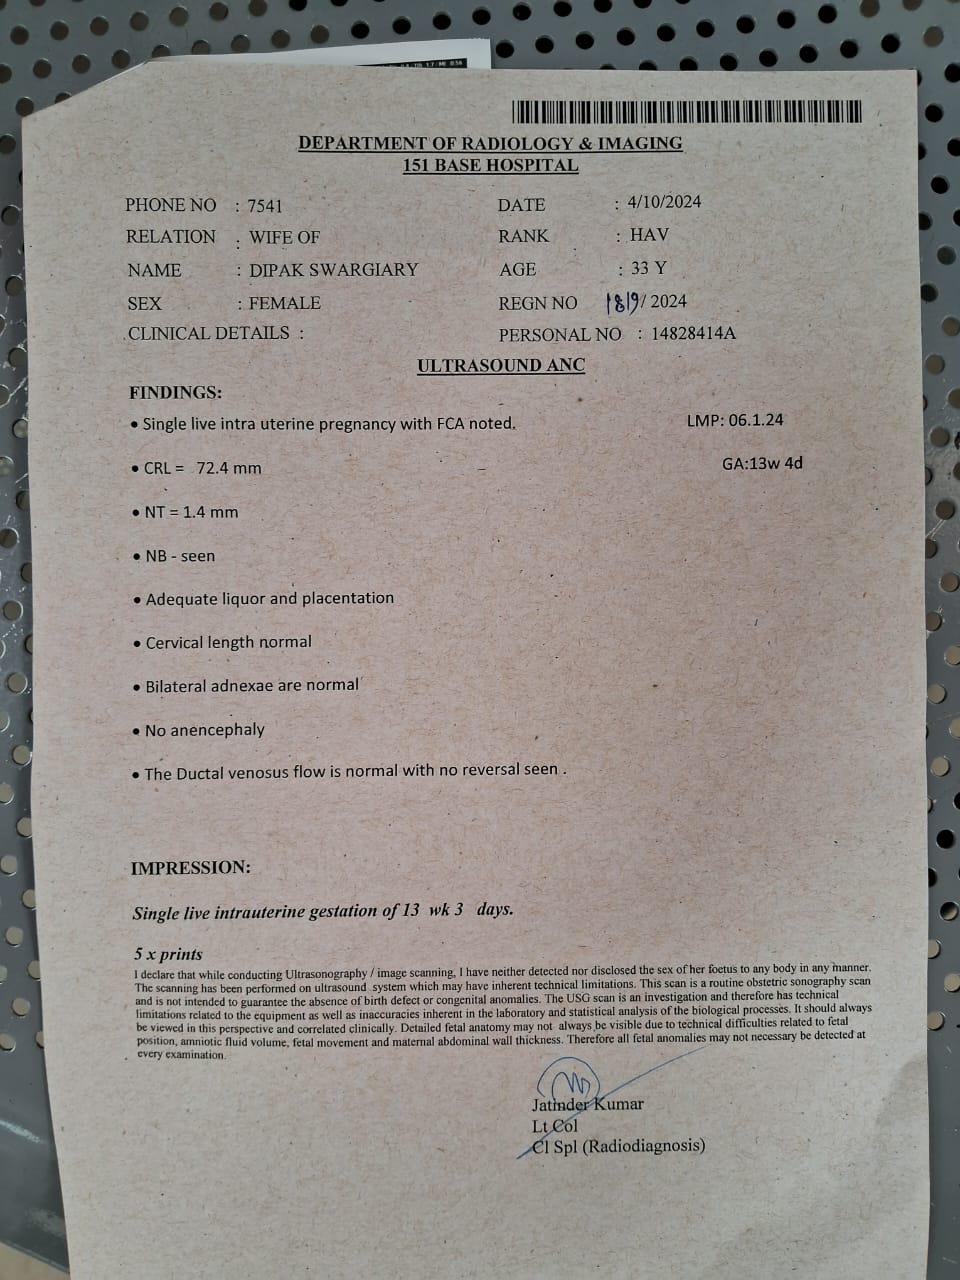 DEPARTMENT OF RADIOLOGY & IMAGING
151 BASE HOSPITAL
PHONE NO : 7541 DATE : 4/10/2024
RELATION : WIFE OF RANK : HAV
NAME : DIPAK SWARGIARY AGE : 33 Y
SEX : FEMALE REGN NO 1819/ 2024
CLINICAL DETAILS : PERSONAL NO : 14828414A
ULTRASOUND ANC
FINDINGS:
• Single live intra uterine pregnancy with FCA noted. LMP: 06.1.24
• CRL = 72.4 mm – GA:13w 4d
• NT = 1.4 mm
• NB - seen
• Adequate liquor and placentation
• Cervical length normal
• Bilateral adnexae are normal
• No anencephaly
• The Ductal venosus flow is normal with no reversal seen .
IMPRESSION:
Single live intrauterine gestation of 13 wk 3 days.
5 x prints
I declare that while conducting Ultrasonography / image scanning, I have neither detected nor disclosed the sex of her foetus to any body in any manner.
The scanning has been performed on ultrasound system which may have inherent technical limitations. This scan is a routine obstetric sonography scan
and is not intended to guarantee the absence of birth defect or congenital anomalies. The USG scan is an investigation and therefore has technical
limitations related to the equipment as well as inaccuracies inherent in the laboratory and statistical analysis of the biological processes. It should always
be viewed in this perspective and correlated clinically. Detailed fetal anatomy may not always be visible due to technical difficulties related to fetal
position, amniotic fluid volume, fetal movement and maternal abdominal wall thickness. Therefore all fetal anomalies may not necessary be detected at
every examination.
Jatinder Kumar
Lt Col
Cl Spl (Radiodiagnosis)